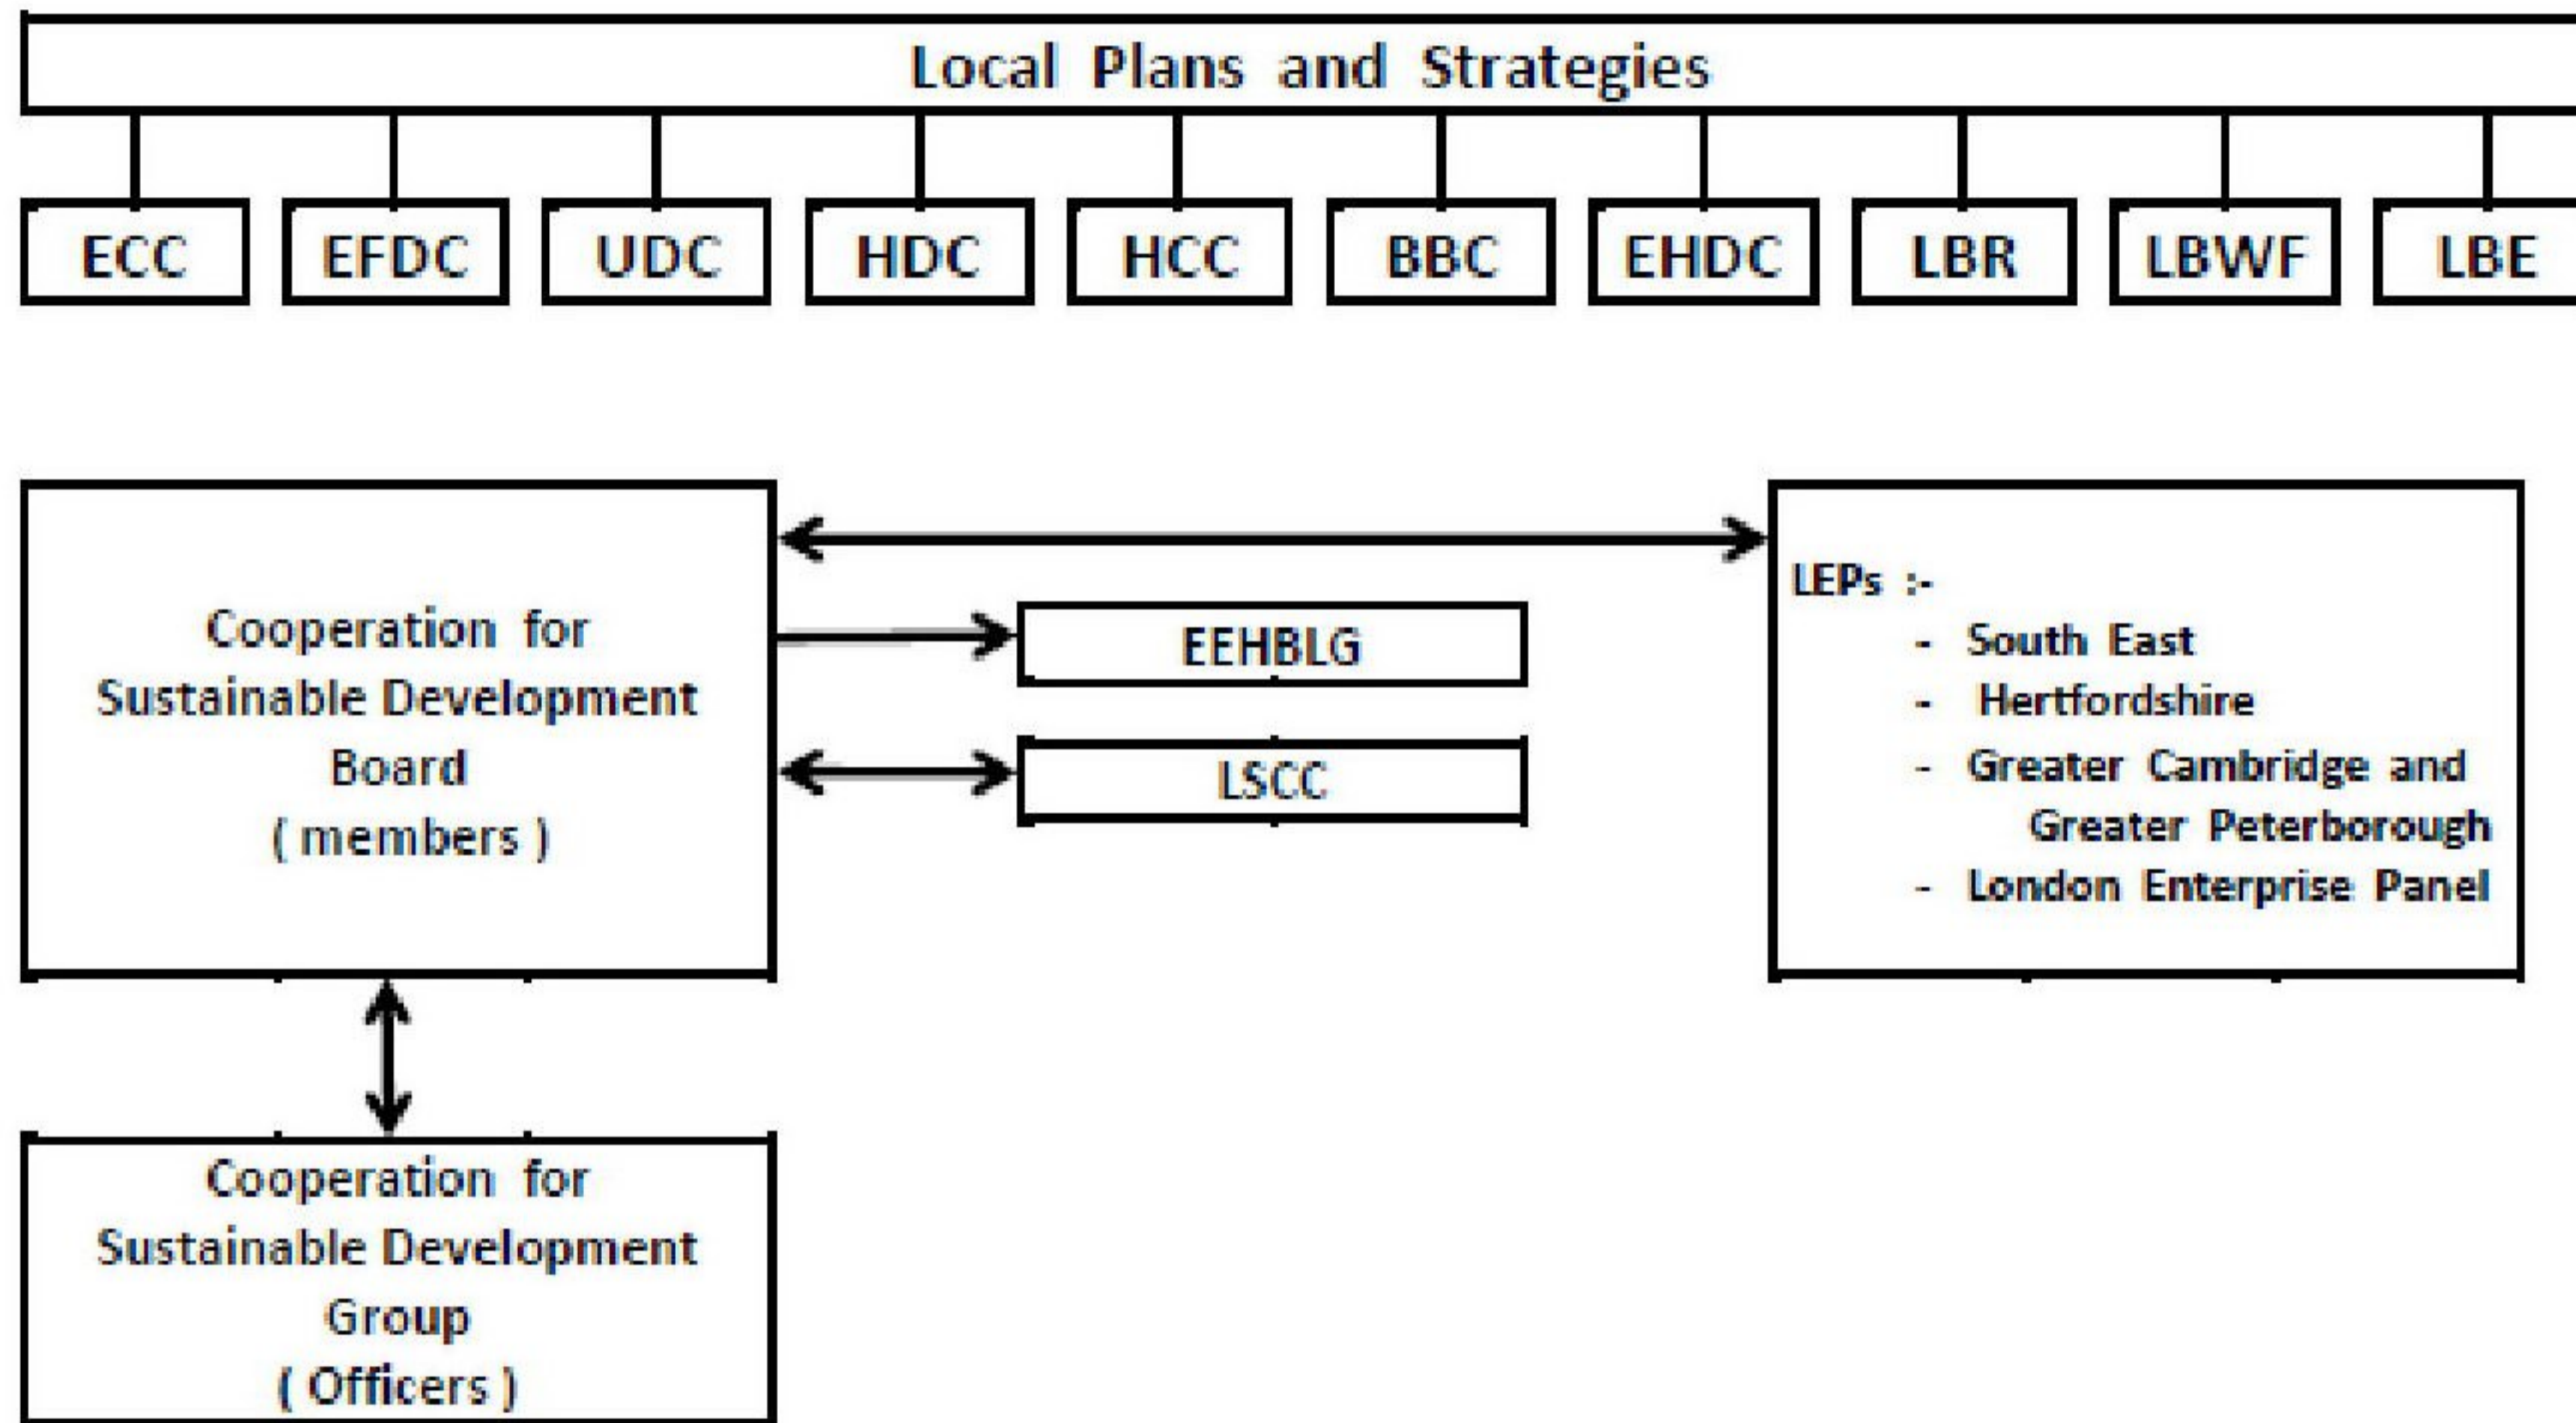 Local Plans and Strategies
ECC EFDC UDC HDC HCC BBC EHDC LBR LBWF LBE
Cooperation for
Sustainable Development
Board
( members )
EEHBLG
LSCC
LEPs :-
- South East
- Hertfordshire
- Greater Cambridge and
Greater Peterborough
- London Enterprise Panel
Cooperation for
Sustainable Development
Group
( Officers )